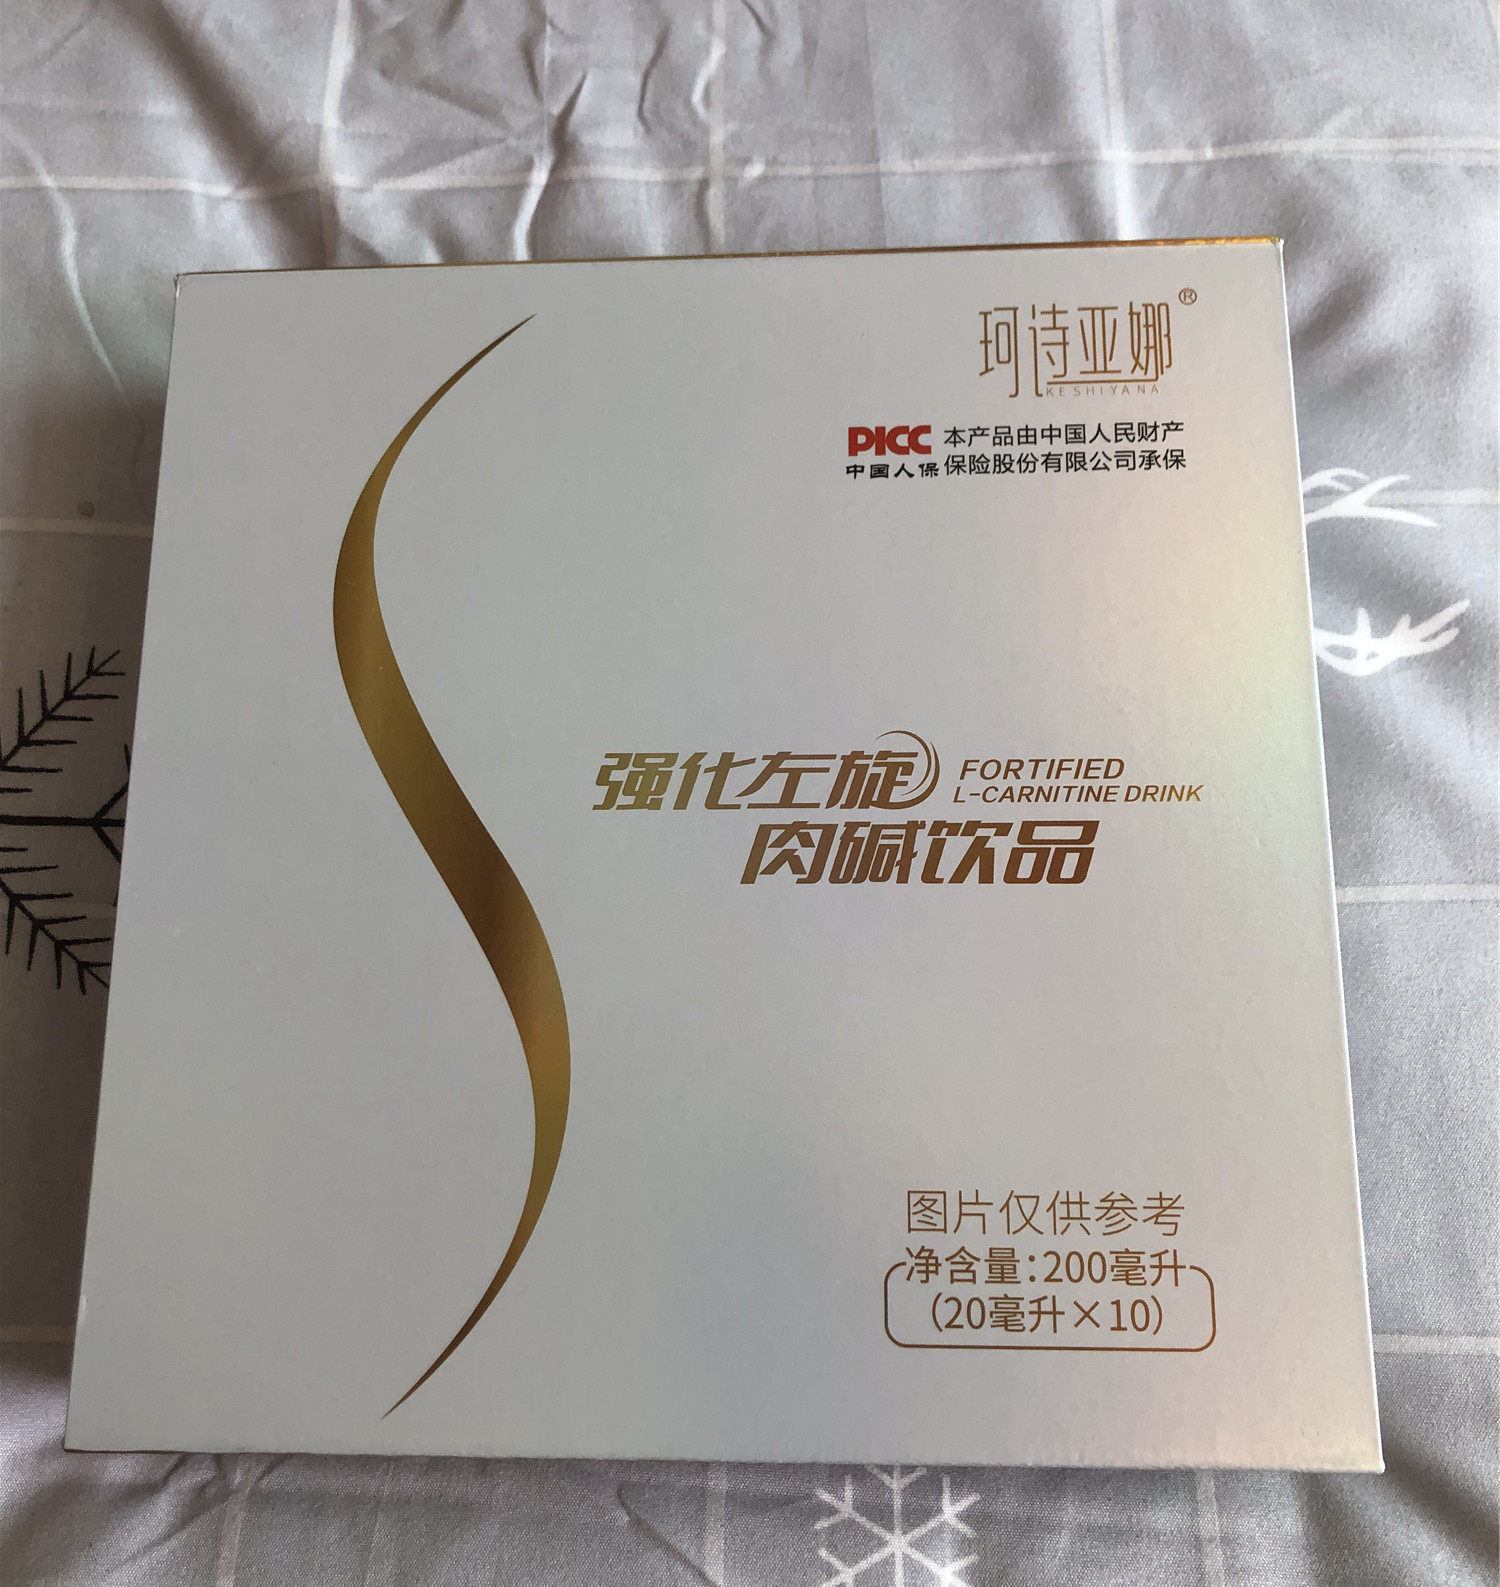 珂诗亚娜®
KESHIYANA
PICC 本产品由中国人民财产
中国人保 保险股份有限公司承保
强化左旋 FORTIFIED
L-CARNITINE DRINK
肉碱饮品
图片仅供参考
净含量:200毫升
(20毫升×10)